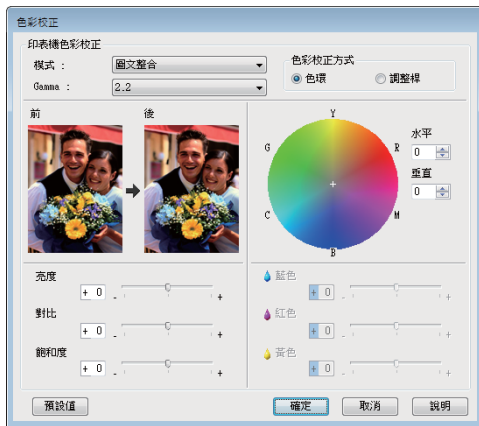 色彩校正
印表機色彩校正
模式 : 圖文整合
Gamma : 2.2
色彩校正方式
色環 調整桿
前 後
Y
G R
C M
B
水平
0
垂直
0
亮度
+ 0 - +
對比
+ 0 - +
飽和度
+ 0 - +
藍色
+ 0 - +
紅色
+ 0 - +
黃色
+ 0 - +
預設值 確定 取消 說明